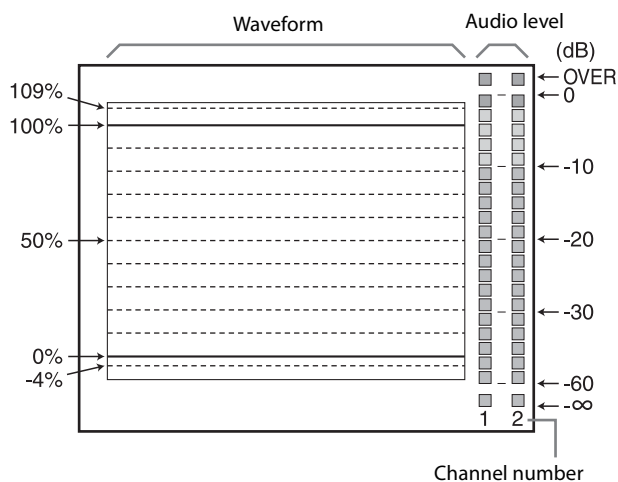 Waveform
Audio level
(dB)
OVER
109%
0
100%
-10
50%
-20
-30
0%
-4%
-60
-∞
1 2
Channel number